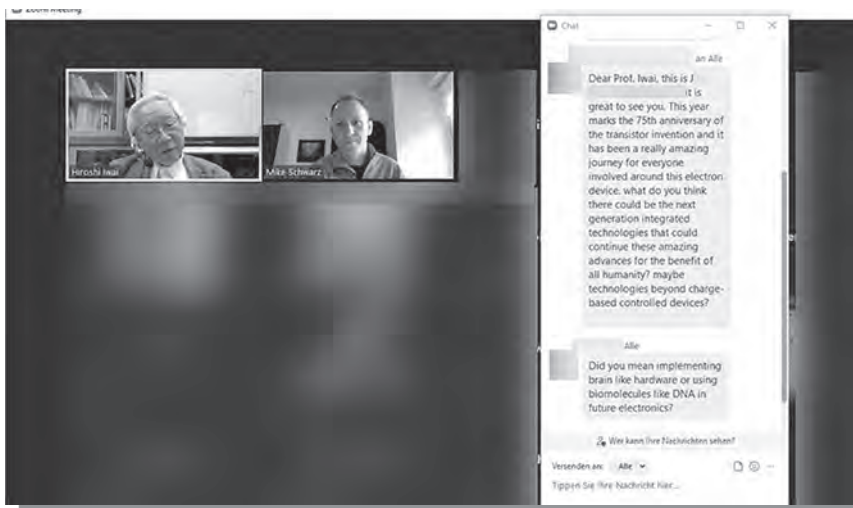 Zoom Meeting
Chat
Hiroshi Iwai
Mike Schwarz
an Alle
Dear Prof. Iwai, this is J
it is
great to see you. This year
marks the 75th anniversary of
the transistor invention and it
has been a really amazing
journey for everyone
involved around this electron
device. what do you think
there could be the next
generation integrated
technologies that could
continue these amazing
advances for the benefit of
all humanity? maybe
technologies beyond charge-
based controlled devices?
Alle
Did you mean implementing
brain like hardware or using
biomolecules like DNA in
future electronics?
Wer kann Ihre Nachrichten sehen?
Versenden an: Alle
Tippen Sie Ihre Nachricht hier...